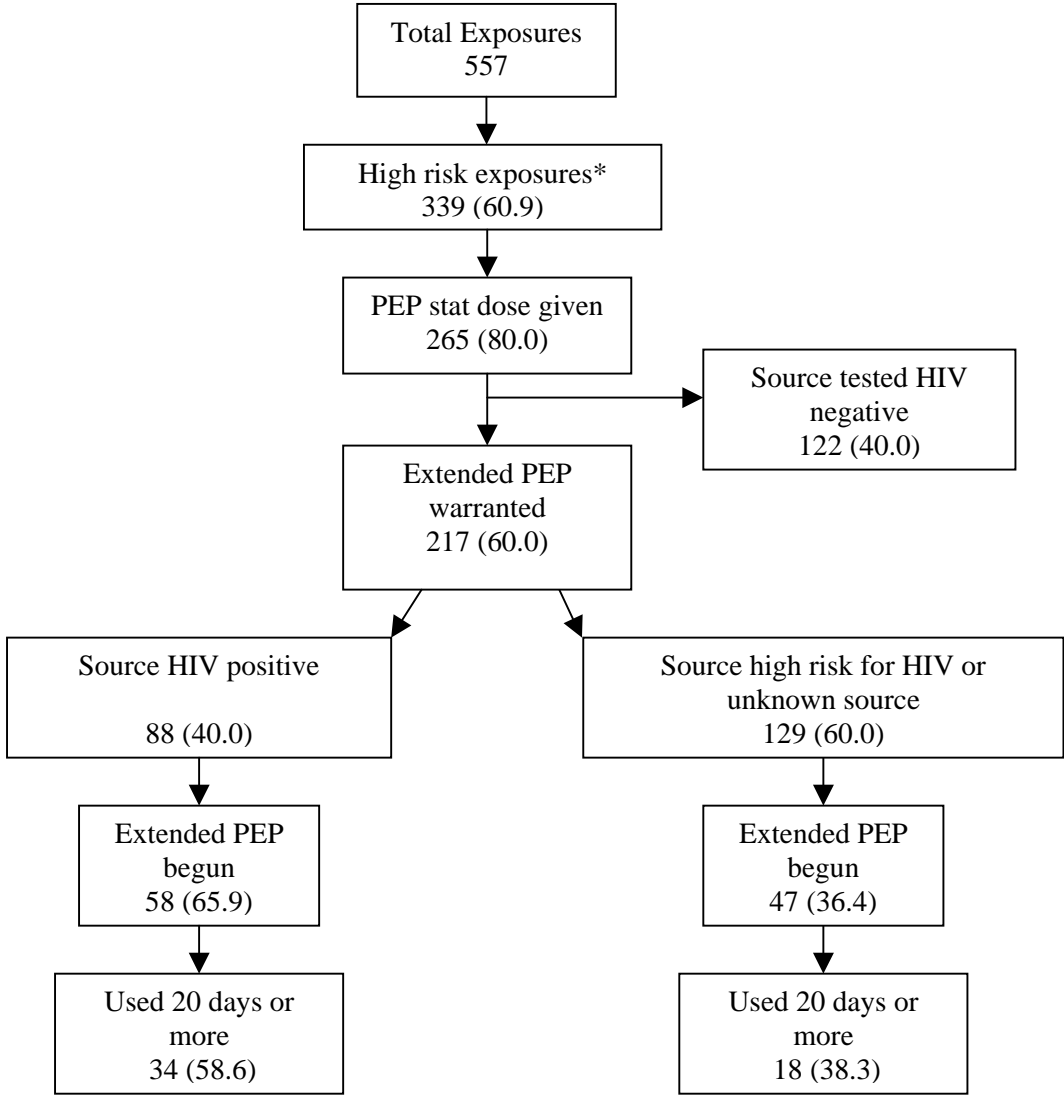 Total Exposures
557
High risk exposures*
339 (60.9)
PEP stat dose given
265 (80.0)
Source tested HIV
negative
122 (40.0)
Extended PEP
warranted
217 (60.0)
Source HIV positive
88 (40.0)
Source high risk for HIV or
unknown source
129 (60.0)
Extended PEP
begun
58 (65.9)
Extended PEP
begun
47 (36.4)
Used 20 days or
more
34 (58.6)
Used 20 days or
more
18 (38.3)